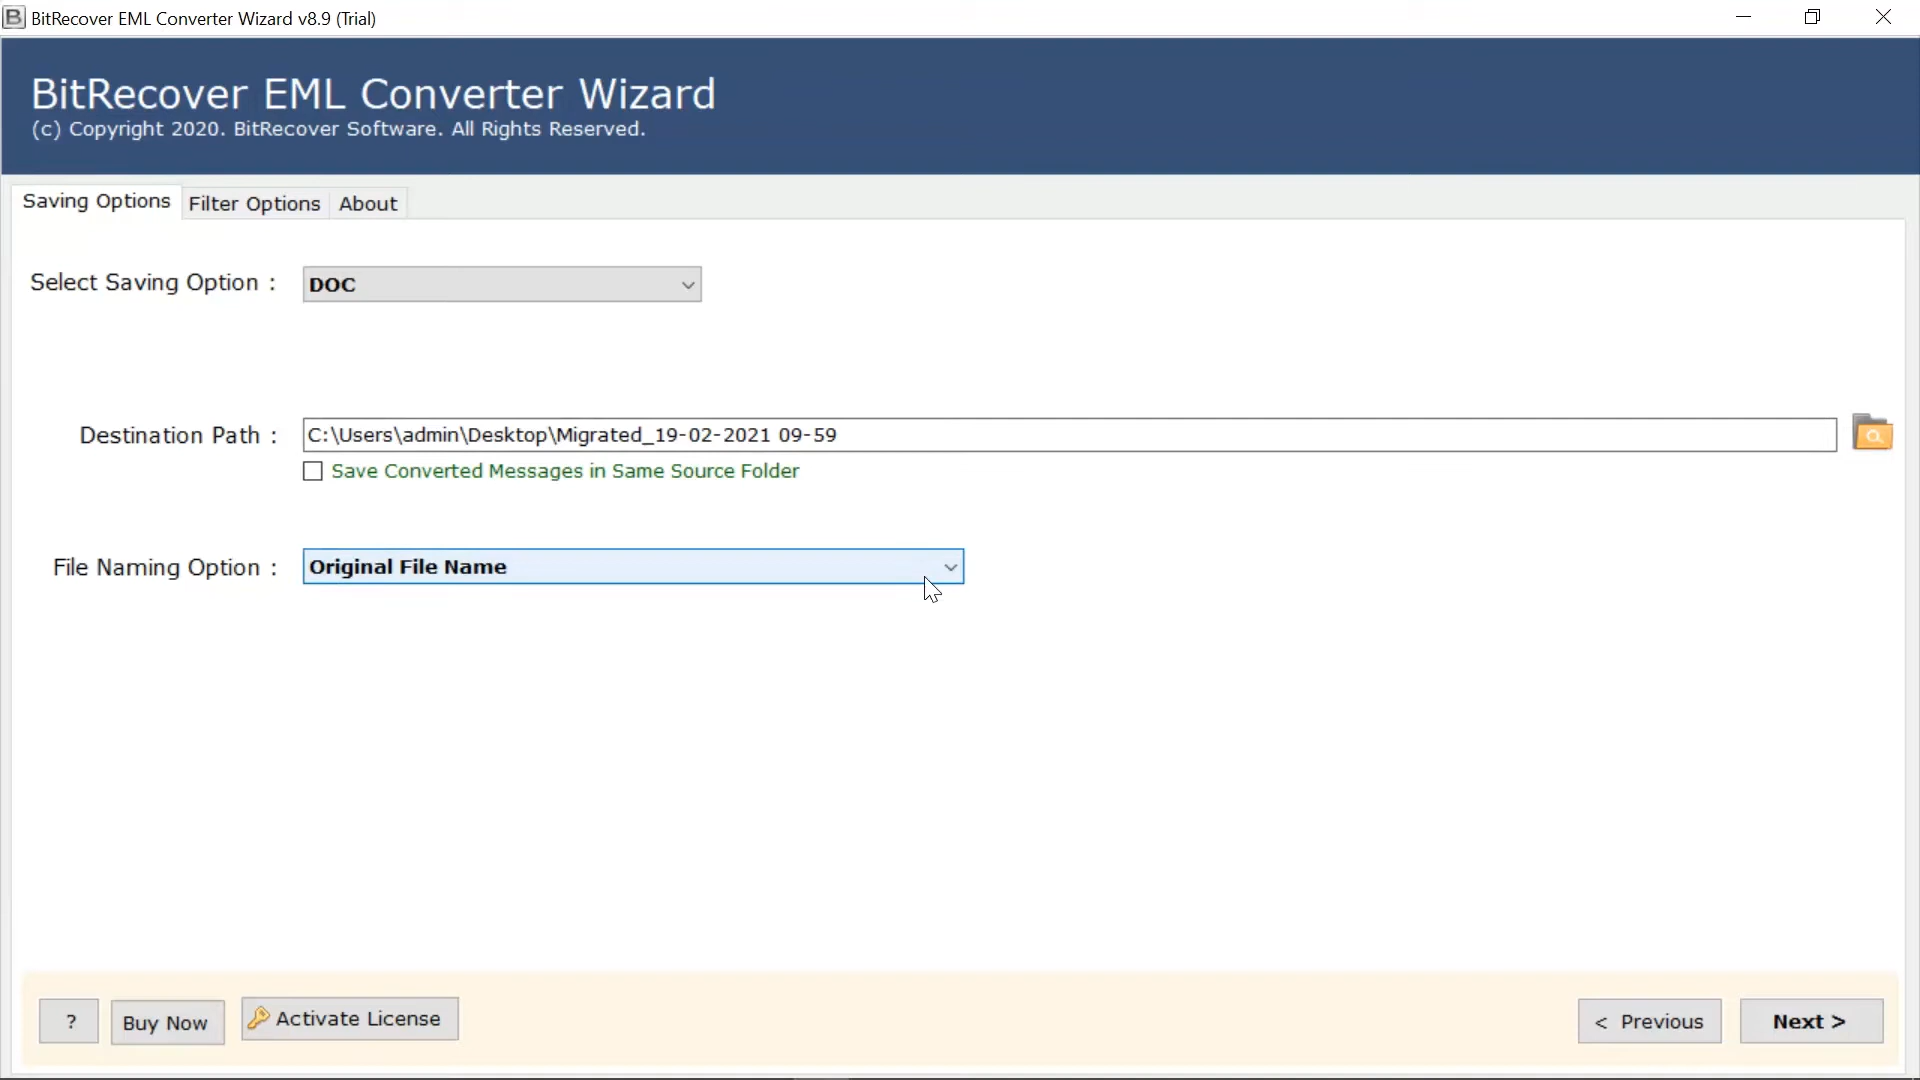 BitRecover EML Converter Wizard v8.9 (Trial)
BitRecover EML Converter Wizard
(c) Copyright 2020. BitRecover Software. All Rights Reserved.
Saving Options Filter Options About
Select Saving Option : DOC
Destination Path : C:\Users\admin\Desktop\Migrated_19-02-2021 09-59
Save Converted Messages in Same Source Folder
File Naming Option : Original File Name
? Buy Now Activate License < Previous Next >